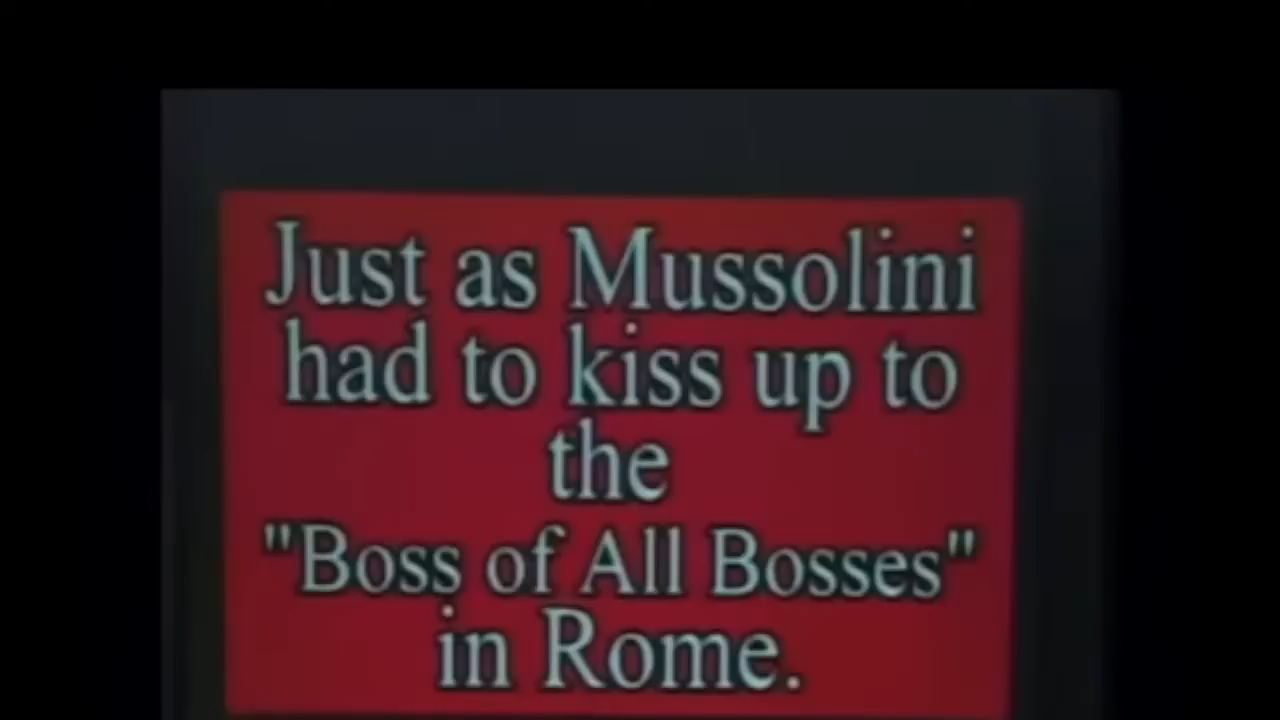 Just as Mussolini
had to kiss up to
the
"Boss of All Bosses"
in Rome.